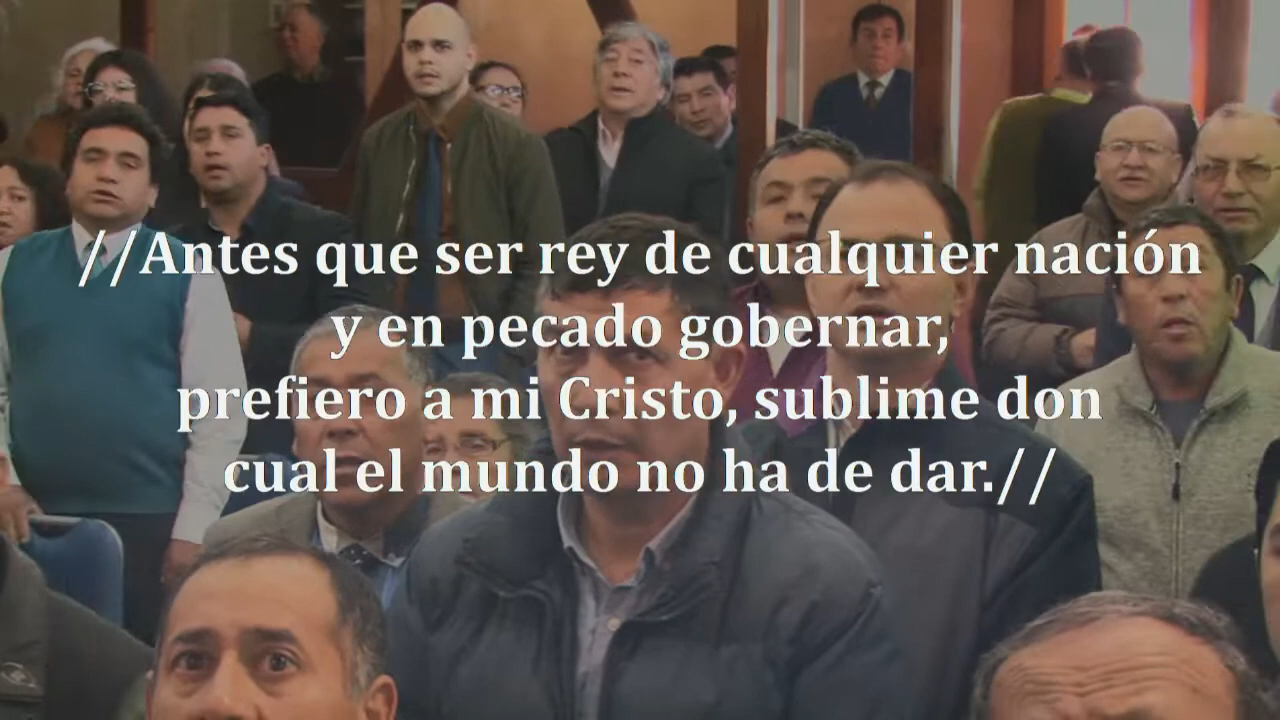 //Antes que ser rey de cualquier nación
y en pecado gobernar,
prefiero a mi Cristo, sublime don
cual el mundo no ha de dar.//